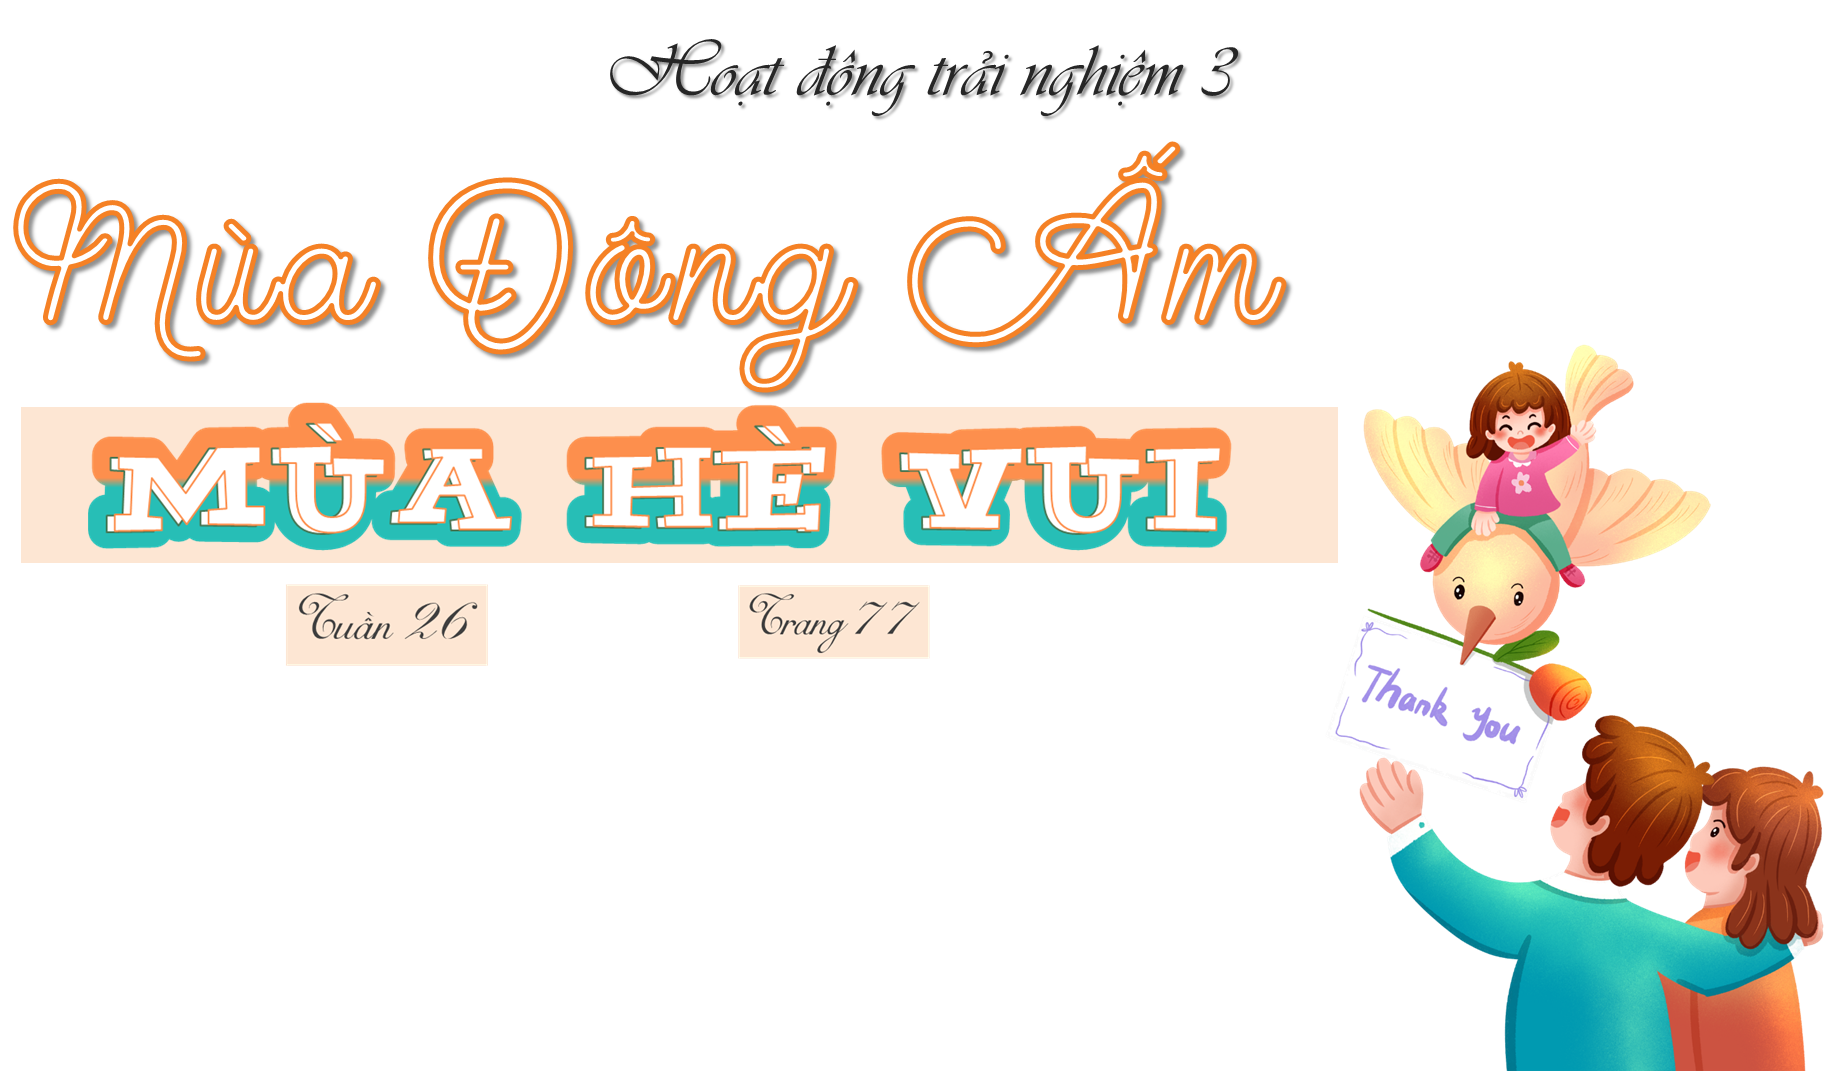 Hoạt động trải nghiệm 3
Mùa Đông Ấm
MÙA HÈ VUI
Tuần 26
Trang 77
Thank you